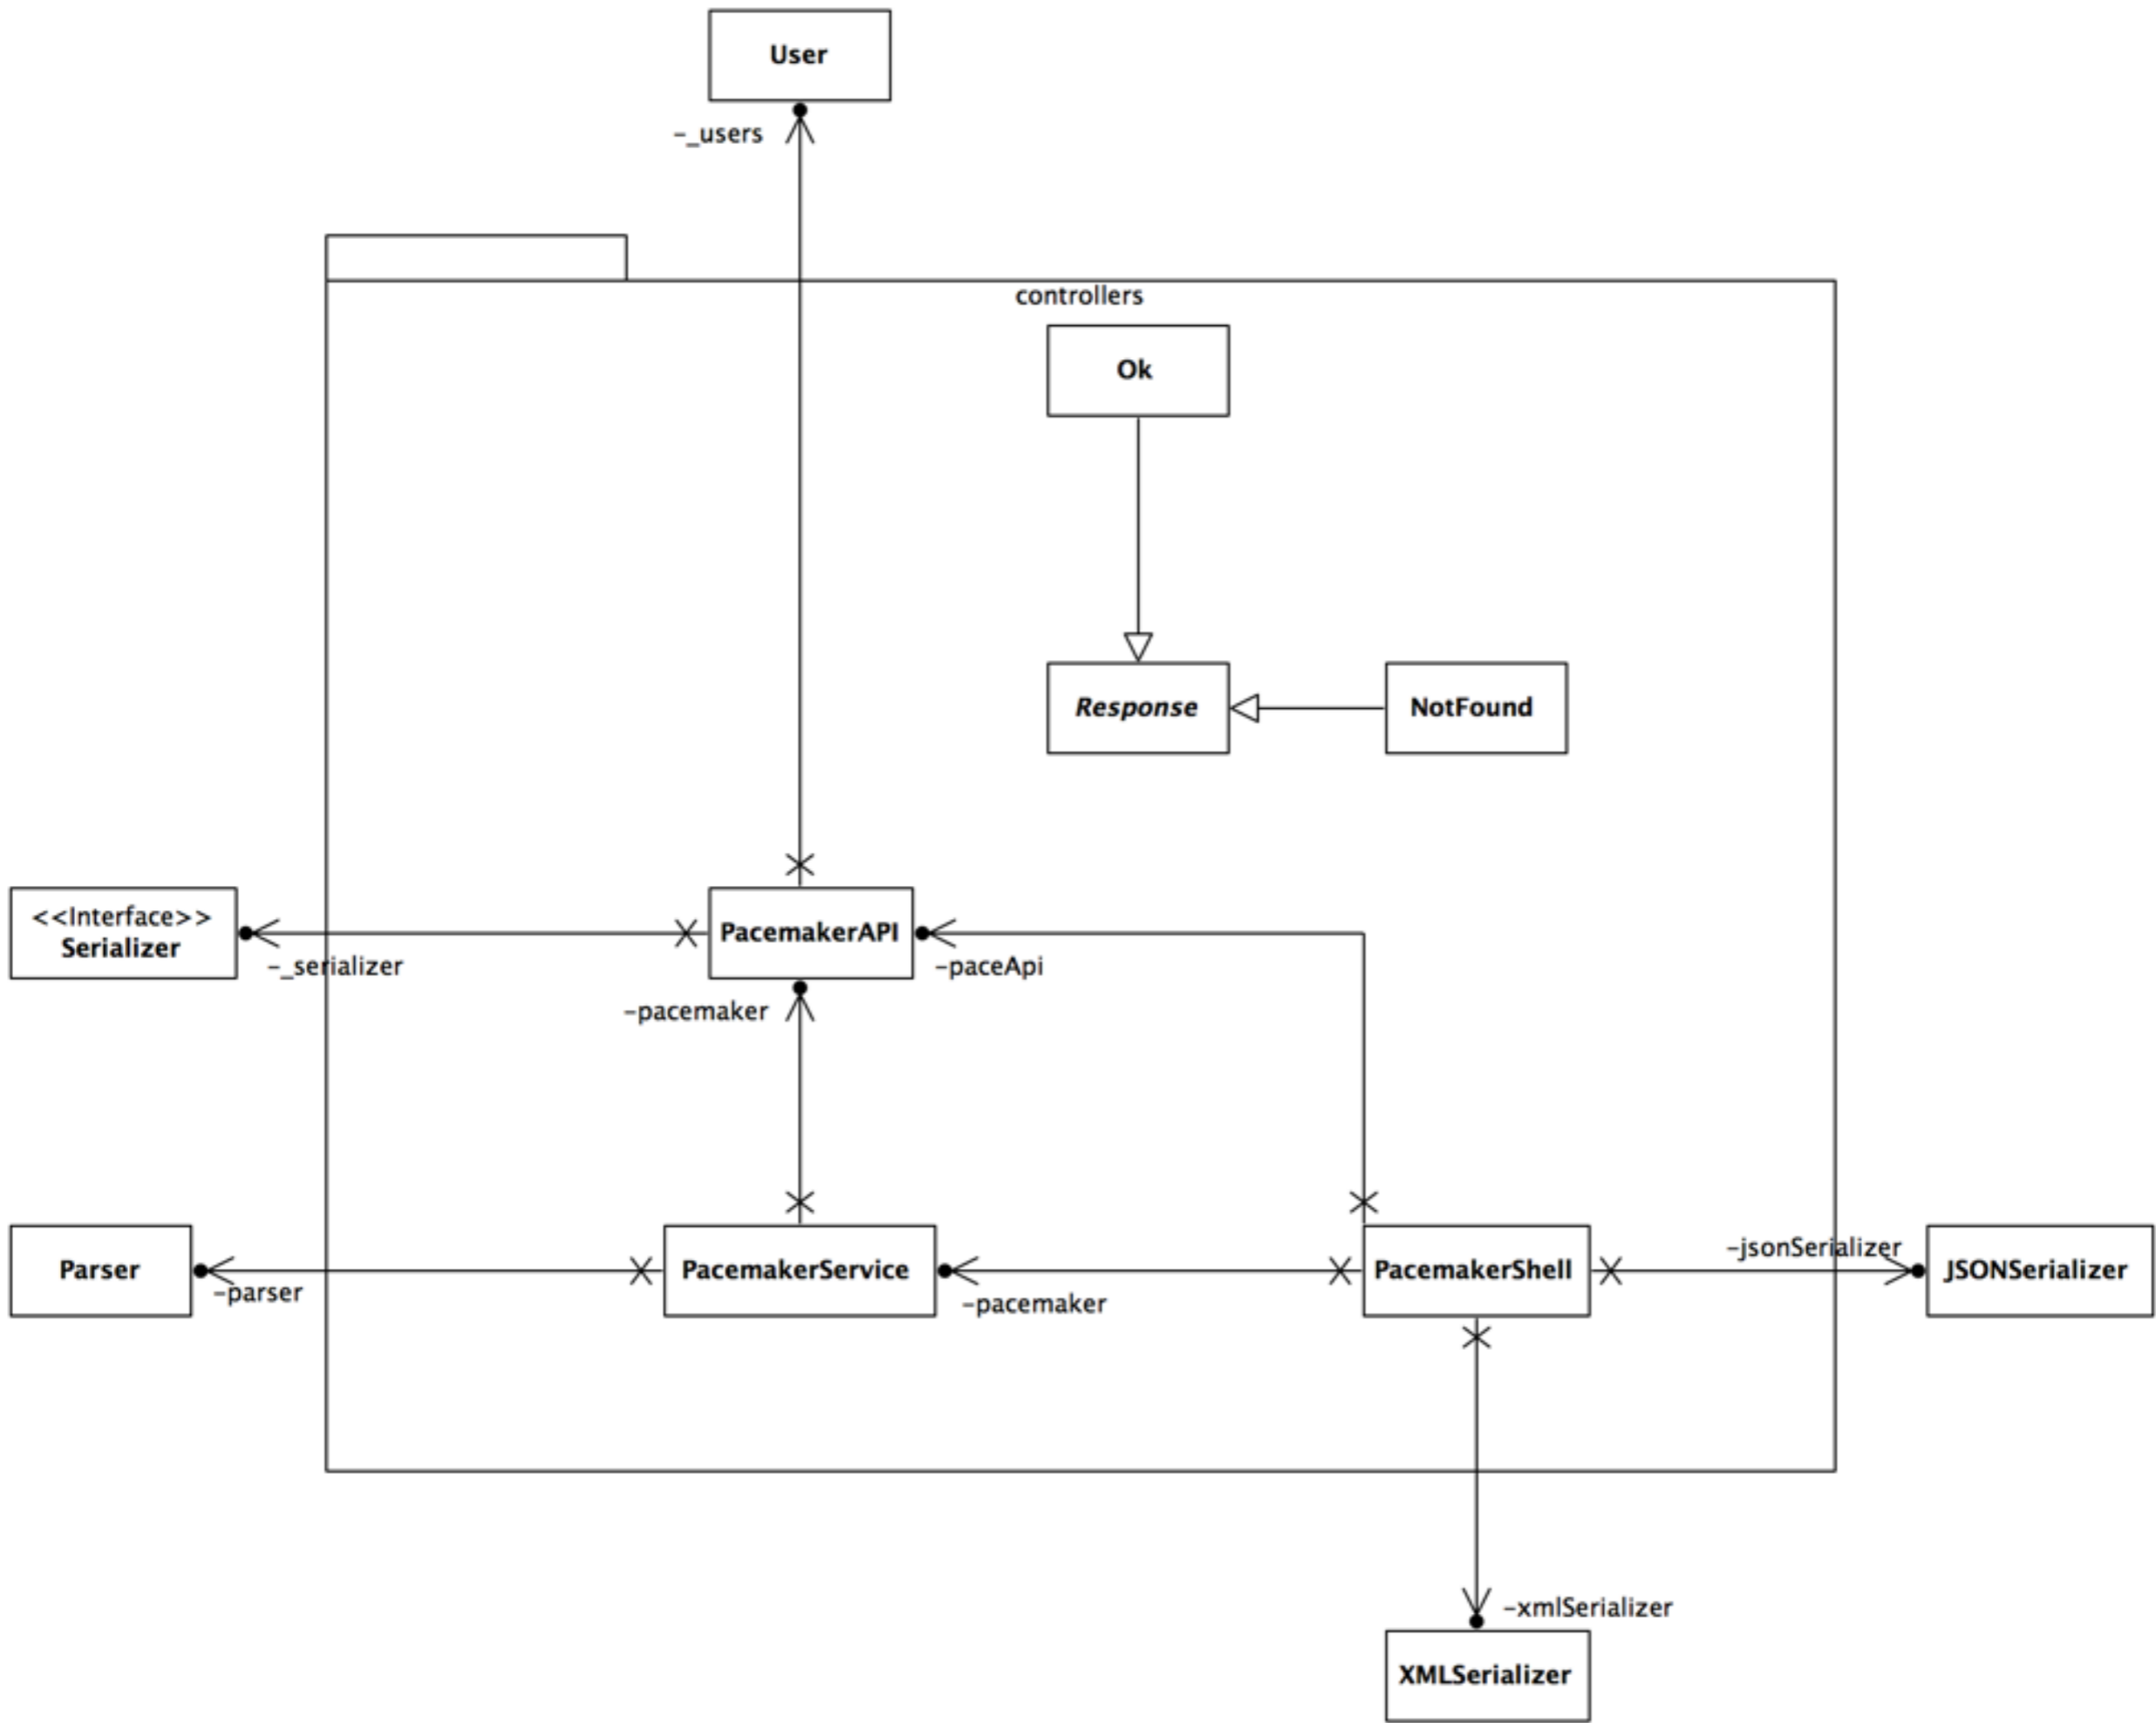 User
-_users
controllers
Ok
Response
NotFound
<<Interface>>
Serializer
-_serializer
PacemakerAPI
-paceApi
-pacemaker
Parser
-parser
PacemakerService
-pacemaker
PacemakerShell
-jsonSerializer
JSONSerializer
-xmlSerializer
XMLSerializer